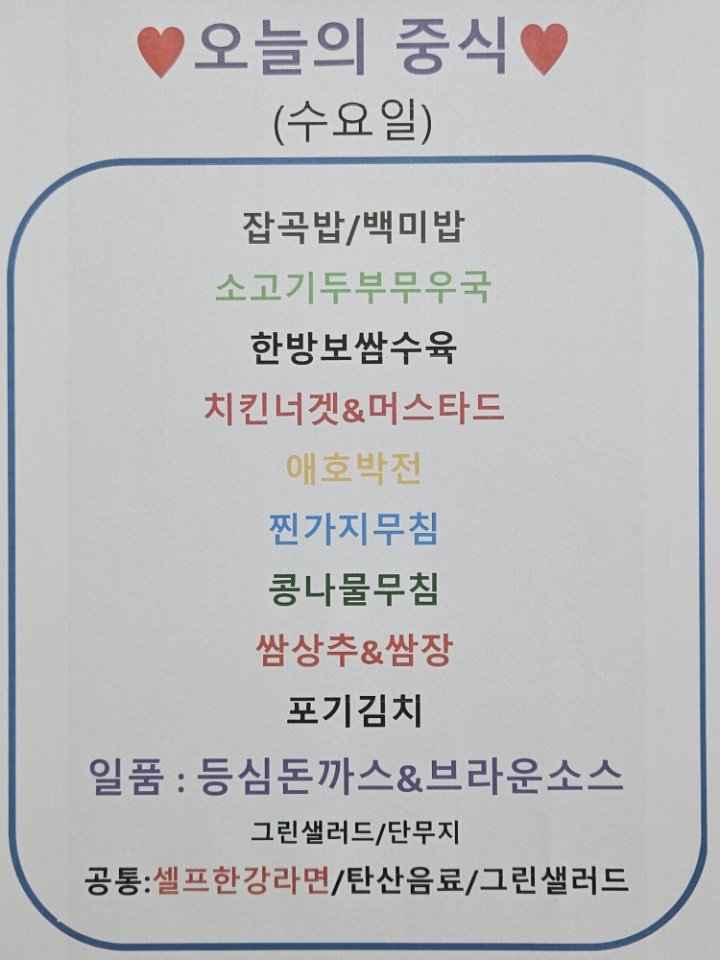 ♥오늘의 중식♥
(수요일)
잡곡밥/백미밥
소고기두부무우국
한방보쌈수육
치킨너겟&머스타드
애호박전
찐가지무침
콩나물무침
쌈상추&쌈장
포기김치
일품 : 등심돈까스&브라운소스
그린샐러드/단무지
공통:셀프한강라면/탄산음료/그린샐러드